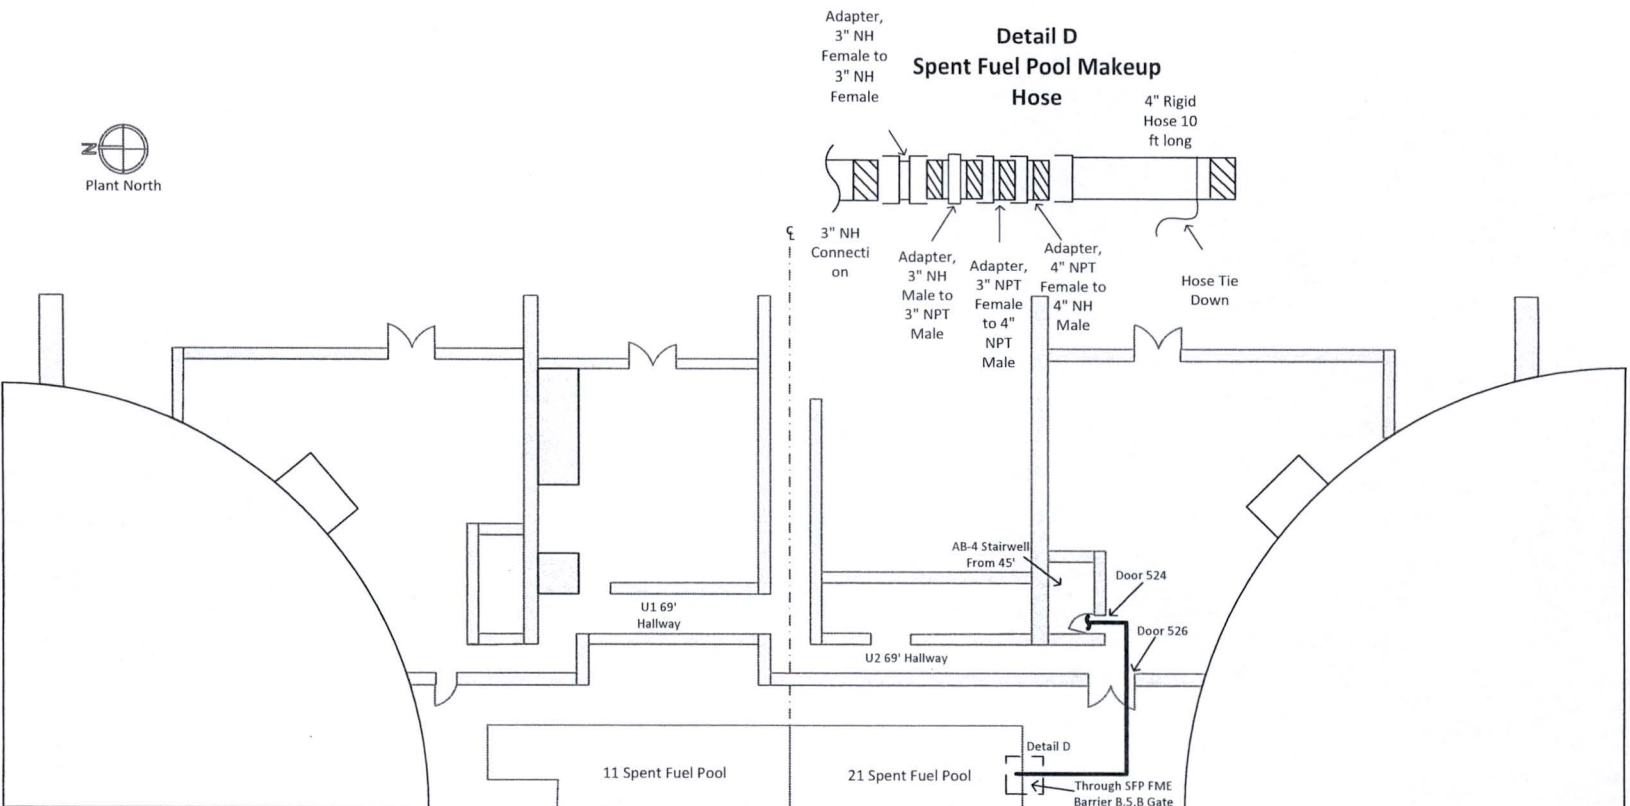 Adapter,
3" NH
Female to
3" NH
Female
Detail D
Spent Fuel Pool Makeup
Hose
4" Rigid
Hose 10
ft long
N
Plant North
℄
3" NH
Connecti
on
Adapter,
3" NH
Male to
3" NPT
Male
Adapter,
3" NPT
Female
to 4"
NPT
Male
Adapter,
4" NPT
Female to
4" NH
Male
Hose Tie
Down
AB-4 Stairwell
From 45'
Door 524
U1 69'
Hallway
Door 526
U2 69' Hallway
Detail D
11 Spent Fuel Pool
21 Spent Fuel Pool
Through SFP FME
Barrier B.5.B Gate